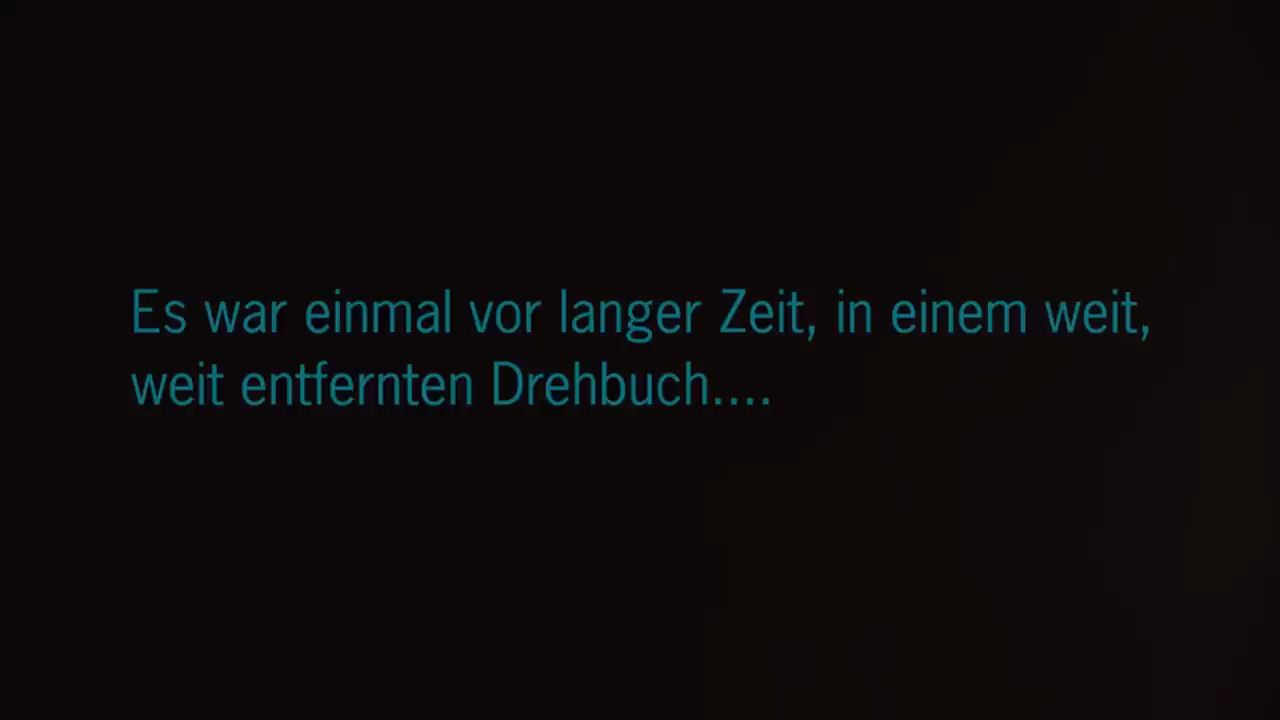 Es war einmal vor langer Zeit, in einem weit,
weit entfernten Drehbuch....